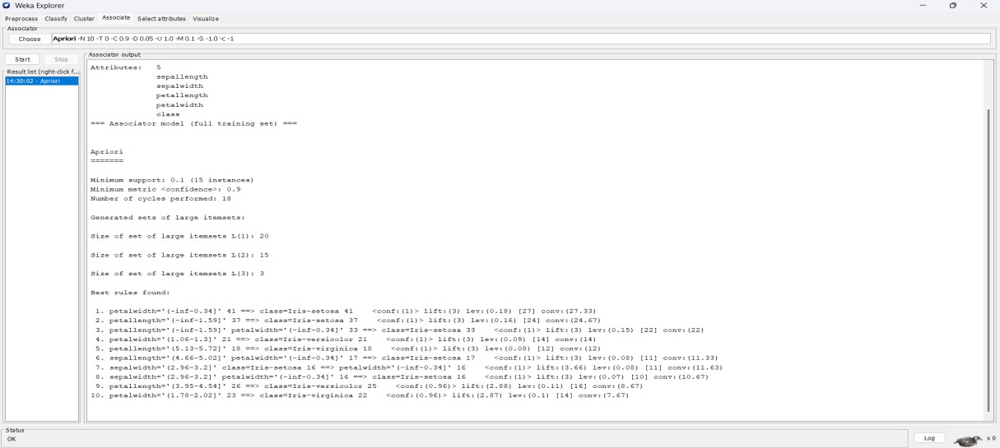 Weka Explorer
Preprocess Classify Cluster Associate Select attributes Visualize
Associator
Choose Apriori -N 10 -T 0 -C 0.9 -D 0.05 -U 1.0 -M 0.1 -S -1.0 -c -1
Start Stop
Result list (right-click f...
14:30:02 - Apriori
Associator output
Attributes: 5
sepallength
sepalwidth
petallength
petalwidth
class
=== Associator model (full training set) ===
Apriori
=======
Minimum support: 0.1 (15 instances)
Minimum metric <confidence>: 0.9
Number of cycles performed: 18
Generated sets of large itemsets:
Size of set of large itemsets L(1): 20
Size of set of large itemsets L(2): 15
Size of set of large itemsets L(3): 3
Best rules found:
1. petalwidth='(-inf-0.34]' 41 ==> class=Iris-setosa 41 <conf:(1)> lift:(3) lev:(0.18) [27] conv:(27.33)
2. petallength='(-inf-1.59]' 37 ==> class=Iris-setosa 37 <conf:(1)> lift:(3) lev:(0.16) [24] conv:(24.67)
3. petallength='(-inf-1.59]' petalwidth='(-inf-0.34]' 33 ==> class=Iris-setosa 33 <conf:(1)> lift:(3) lev:(0.15) [22] conv:(22)
4. petalwidth='(1.06-1.3]' 21 ==> class=Iris-versicolor 21 <conf:(1)> lift:(3) lev:(0.09) [14] conv:(14)
5. petallength='(5.13-5.72]' 18 ==> class=Iris-virginica 18 <conf:(1)> lift:(3) lev:(0.08) [12] conv:(12)
6. sepallength='(4.66-5.02]' petalwidth='(-inf-0.34]' 17 ==> class=Iris-setosa 17 <conf:(1)> lift:(3) lev:(0.08) [11] conv:(11.33)
7. sepalwidth='(2.96-3.2]' class=Iris-setosa 16 ==> petalwidth='(-inf-0.34]' 16 <conf:(1)> lift:(3.66) lev:(0.08) [11] conv:(11.63)
8. sepalwidth='(2.96-3.2]' petalwidth='(-inf-0.34]' 16 ==> class=Iris-setosa 16 <conf:(1)> lift:(3) lev:(0.07) [10] conv:(10.67)
9. petallength='(3.95-4.54]' 26 ==> class=Iris-versicolor 25 <conf:(0.96)> lift:(2.88) lev:(0.11) [16] conv:(8.67)
10. petalwidth='(1.78-2.02]' 23 ==> class=Iris-virginica 22 <conf:(0.96)> lift:(2.87) lev:(0.1) [14] conv:(7.67)
Status
OK
Log
x 0